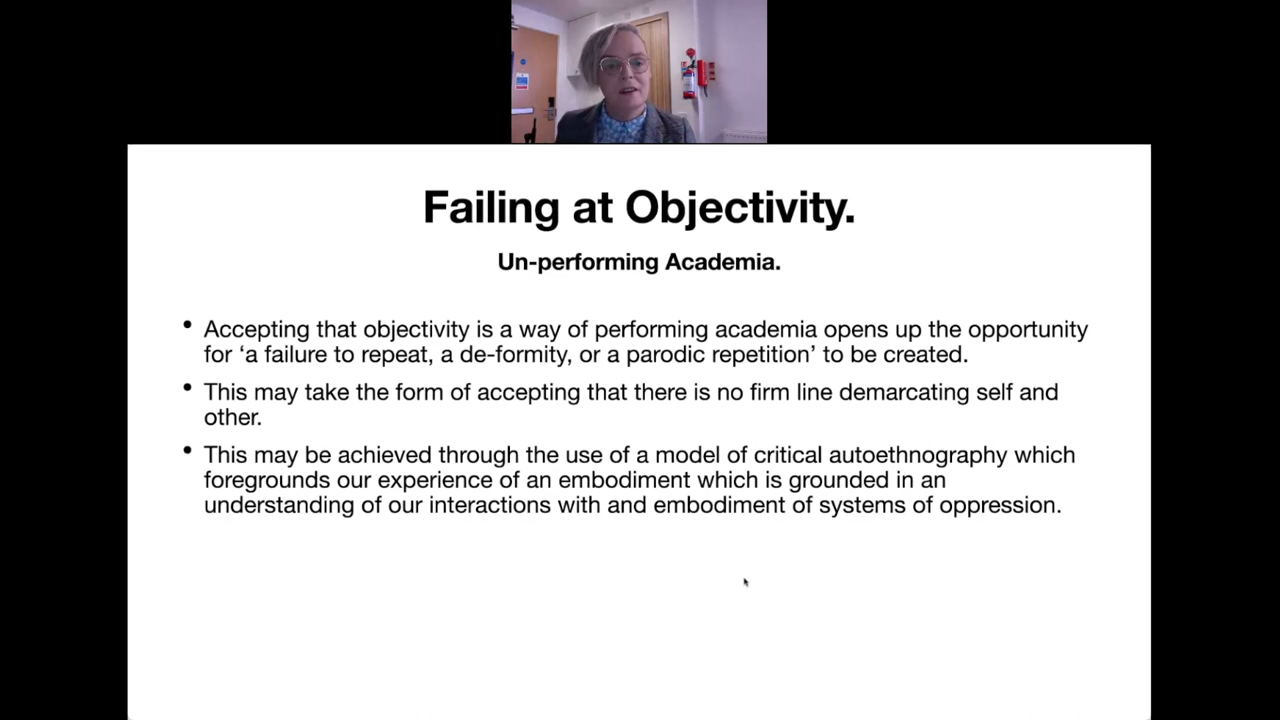 Failing at Objectivity.
Un-performing Academia.
• Accepting that objectivity is a way of performing academia opens up the opportunity
for ‘a failure to repeat, a de-formity, or a parodic repetition’ to be created.
• This may take the form of accepting that there is no firm line demarcating self and
other.
• This may be achieved through the use of a model of critical autoethnography which
foregrounds our experience of an embodiment which is grounded in an
understanding of our interactions with and embodiment of systems of oppression.